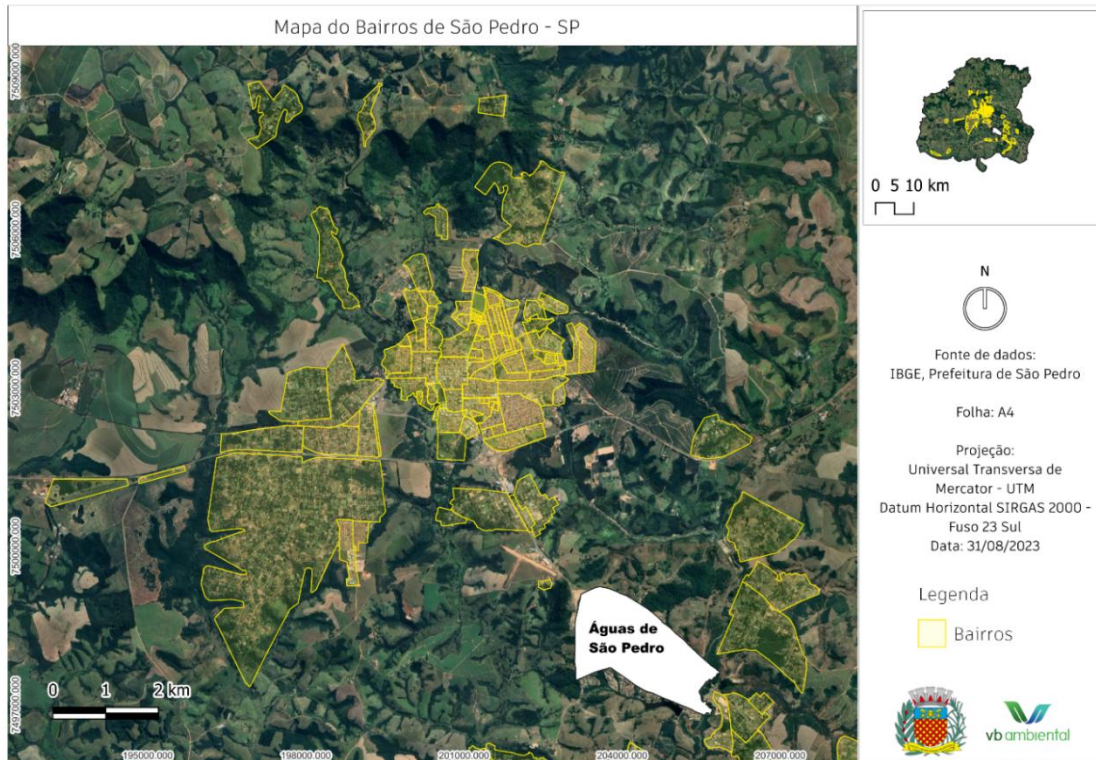 Mapa do Bairros de São Pedro - SP
7509000.000
7506000.000
7503000.000
7500000.000
7497000.000
Águas de
São Pedro
0 1 2 km
195000.000 198000.000 201000.000 204000.000 207000.000
0 5 10 km
N
Fonte de dados:
IBGE, Prefeitura de São Pedro
Folha: A4
Projeção:
Universal Transversa de
Mercator - UTM
Datum Horizontal SIRGAS 2000 -
Fuso 23 Sul
Data: 31/08/2023
Legenda
Bairros
vb ambiental